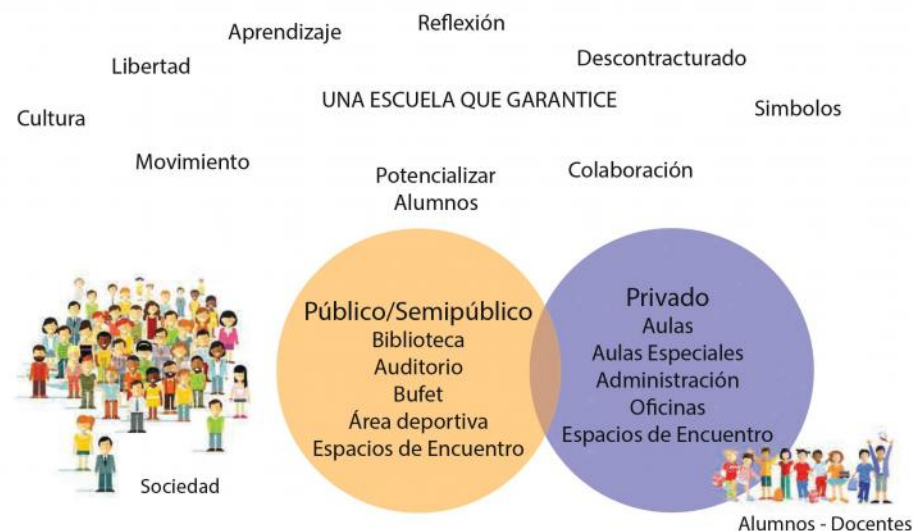 Reflexión
Aprendizaje
Descontracturado
Libertad
UNA ESCUELA QUE GARANTICE
Simbolos
Cultura
Movimiento
Colaboración
Potencializar
Alumnos
Público/Semipúblico
Biblioteca
Auditorio
Bufet
Área deportiva
Espacios de Encuentro
Privado
Aulas
Aulas Especiales
Administración
Oficinas
Espacios de Encuentro
Sociedad
Alumnos - Docentes